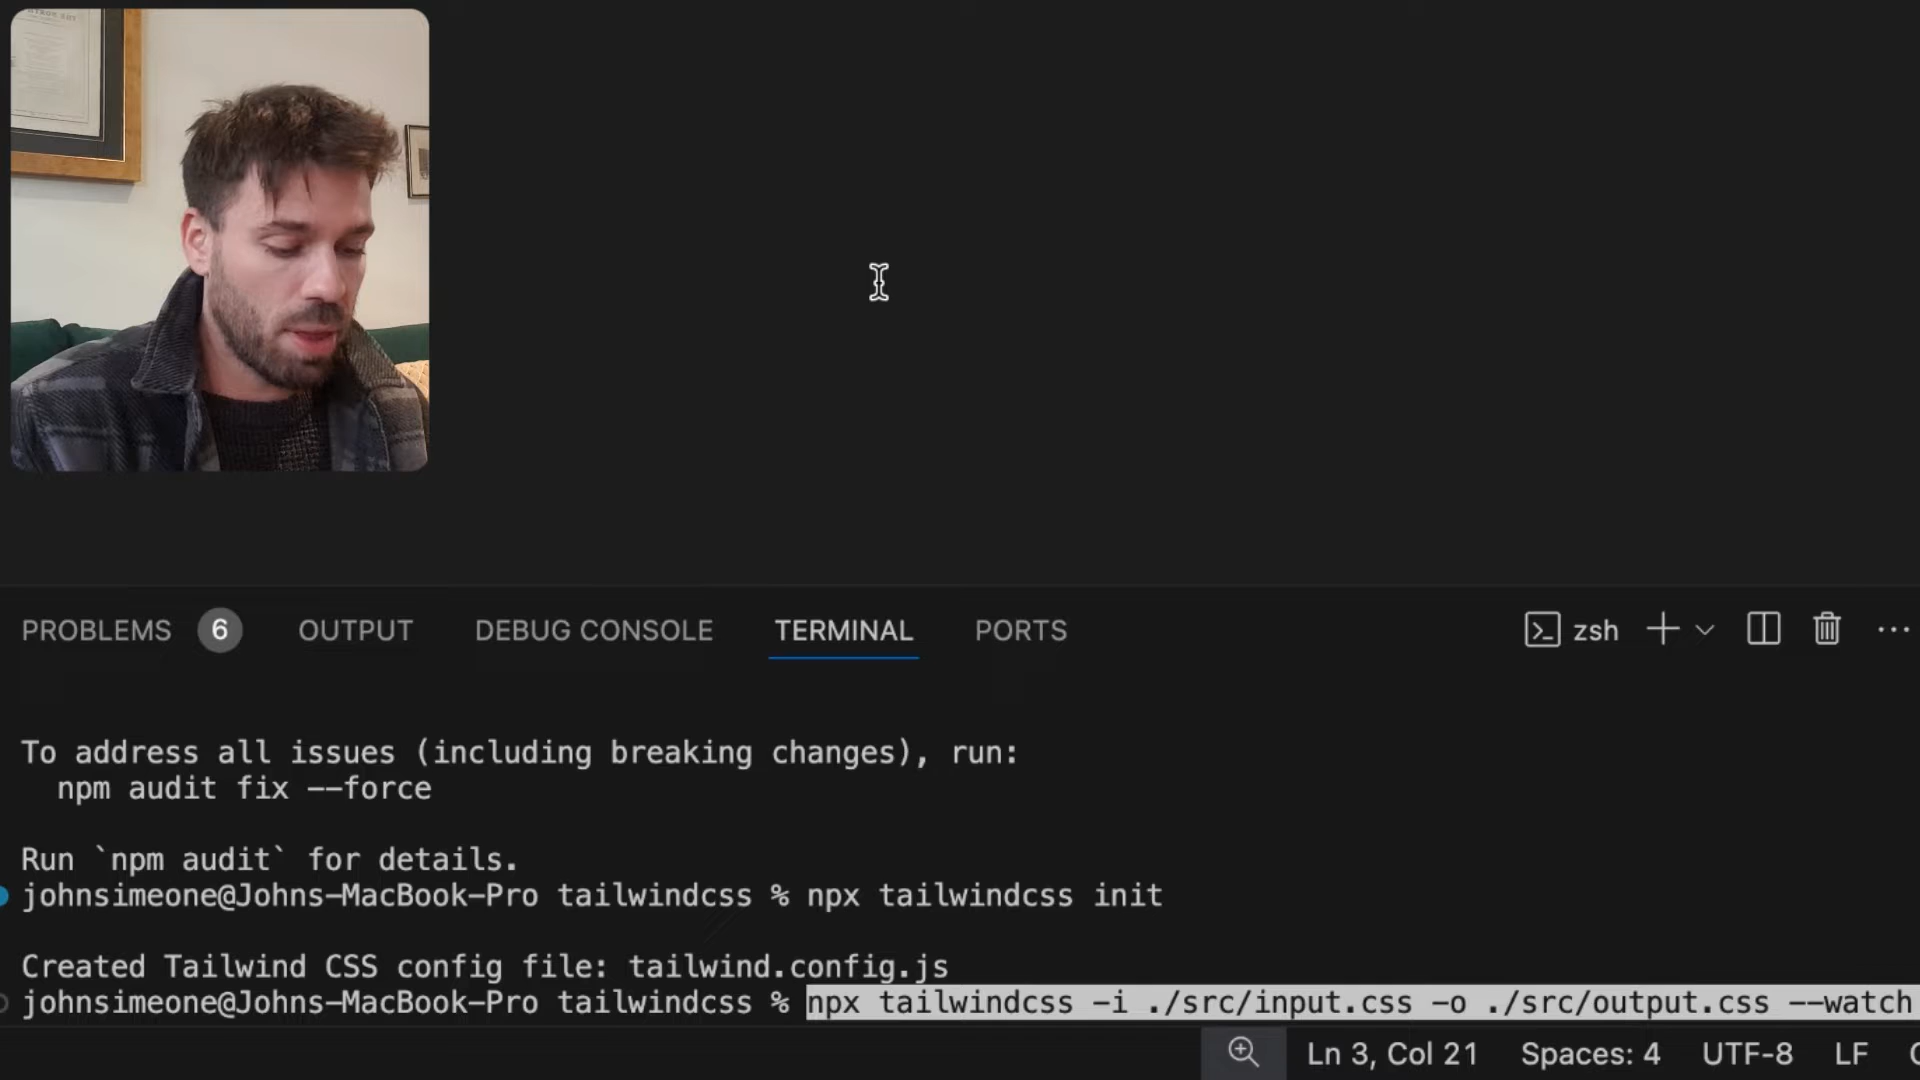 PROBLEMS 6 OUTPUT DEBUG CONSOLE TERMINAL PORTS zsh
To address all issues (including breaking changes), run:
npm audit fix --force
Run `npm audit` for details.
johnsimeone@Johns-MacBook-Pro tailwindcss % npx tailwindcss init
Created Tailwind CSS config file: tailwind.config.js
johnsimeone@Johns-MacBook-Pro tailwindcss % npx tailwindcss -i ./src/input.css -o ./src/output.css --watch
Ln 3, Col 21 Spaces: 4 UTF-8 LF